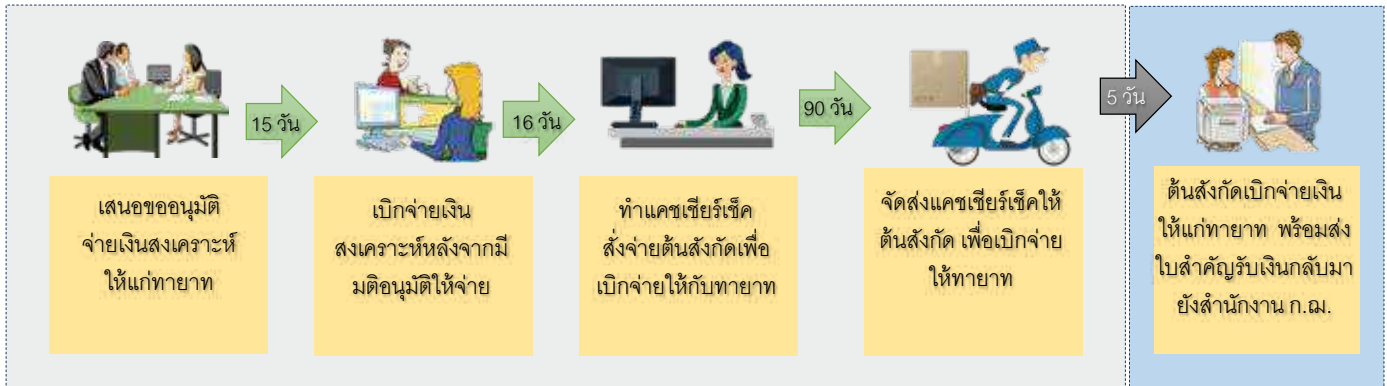 15 วัน
16 วัน
90 วัน
5 วัน
เสนอขออนุมัติ
จ่ายเงินสงเคราะห์
ให้แก่ทายาท
เบิกจ่ายเงิน
สงเคราะห์หลังจากมี
มติอนุมัติให้จ่าย
ทำแคชเชียร์เช็ค
สั่งจ่ายต้นสังกัดเพื่อ
เบิกจ่ายให้กับทายาท
จัดส่งแคชเชียร์เช็คให้
ต้นสังกัด เพื่อเบิกจ่าย
ให้ทายาท
ต้นสังกัดเบิกจ่ายเงิน
ให้แก่ทายาท พร้อมส่ง
ใบสำคัญรับเงินกลับมา
ยังสำนักงาน ก.ฌ.